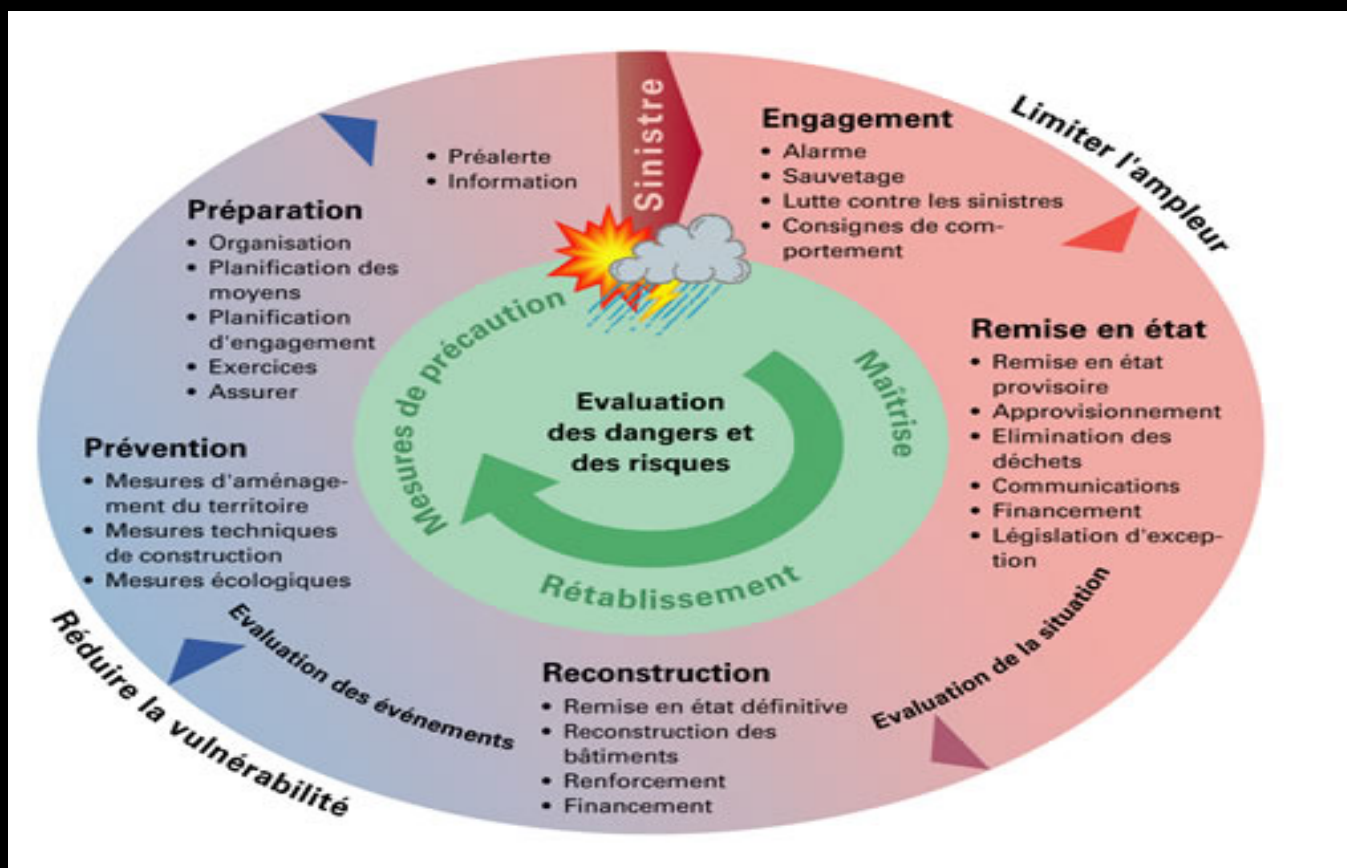 Sinistre
Engagement
• Alarme
• Sauvetage
• Lutte contre les sinistres
• Consignes de com-
portement
Limiter l'ampleur
Remise en état
• Remise en état
provisoire
• Approvisionnement
• Elimination des
déchets
• Communications
• Financement
• Législation d'excep-
tion
Evaluation de la situation
Reconstruction
• Remise en état définitive
• Reconstruction des
bâtiments
• Renforcement
• Financement
Evaluation des événements
Réduire la vulnérabilité
Prévention
• Mesures d'aménage-
ment du territoire
• Mesures techniques
de construction
• Mesures écologiques
Préparation
• Organisation
• Planification des
moyens
• Planification
d'engagement
• Exercices
• Assurer
• Préalerte
• Information
Mesures de précaution
Maîtrise
Rétablissement
Evaluation
des dangers et
des risques